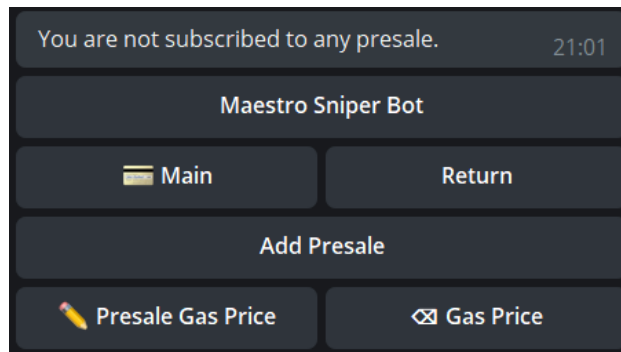 You are not subscribed to any presale.
21:01
Maestro Sniper Bot
💳 Main
Return
Add Presale
✏️ Presale Gas Price
⌫ Gas Price